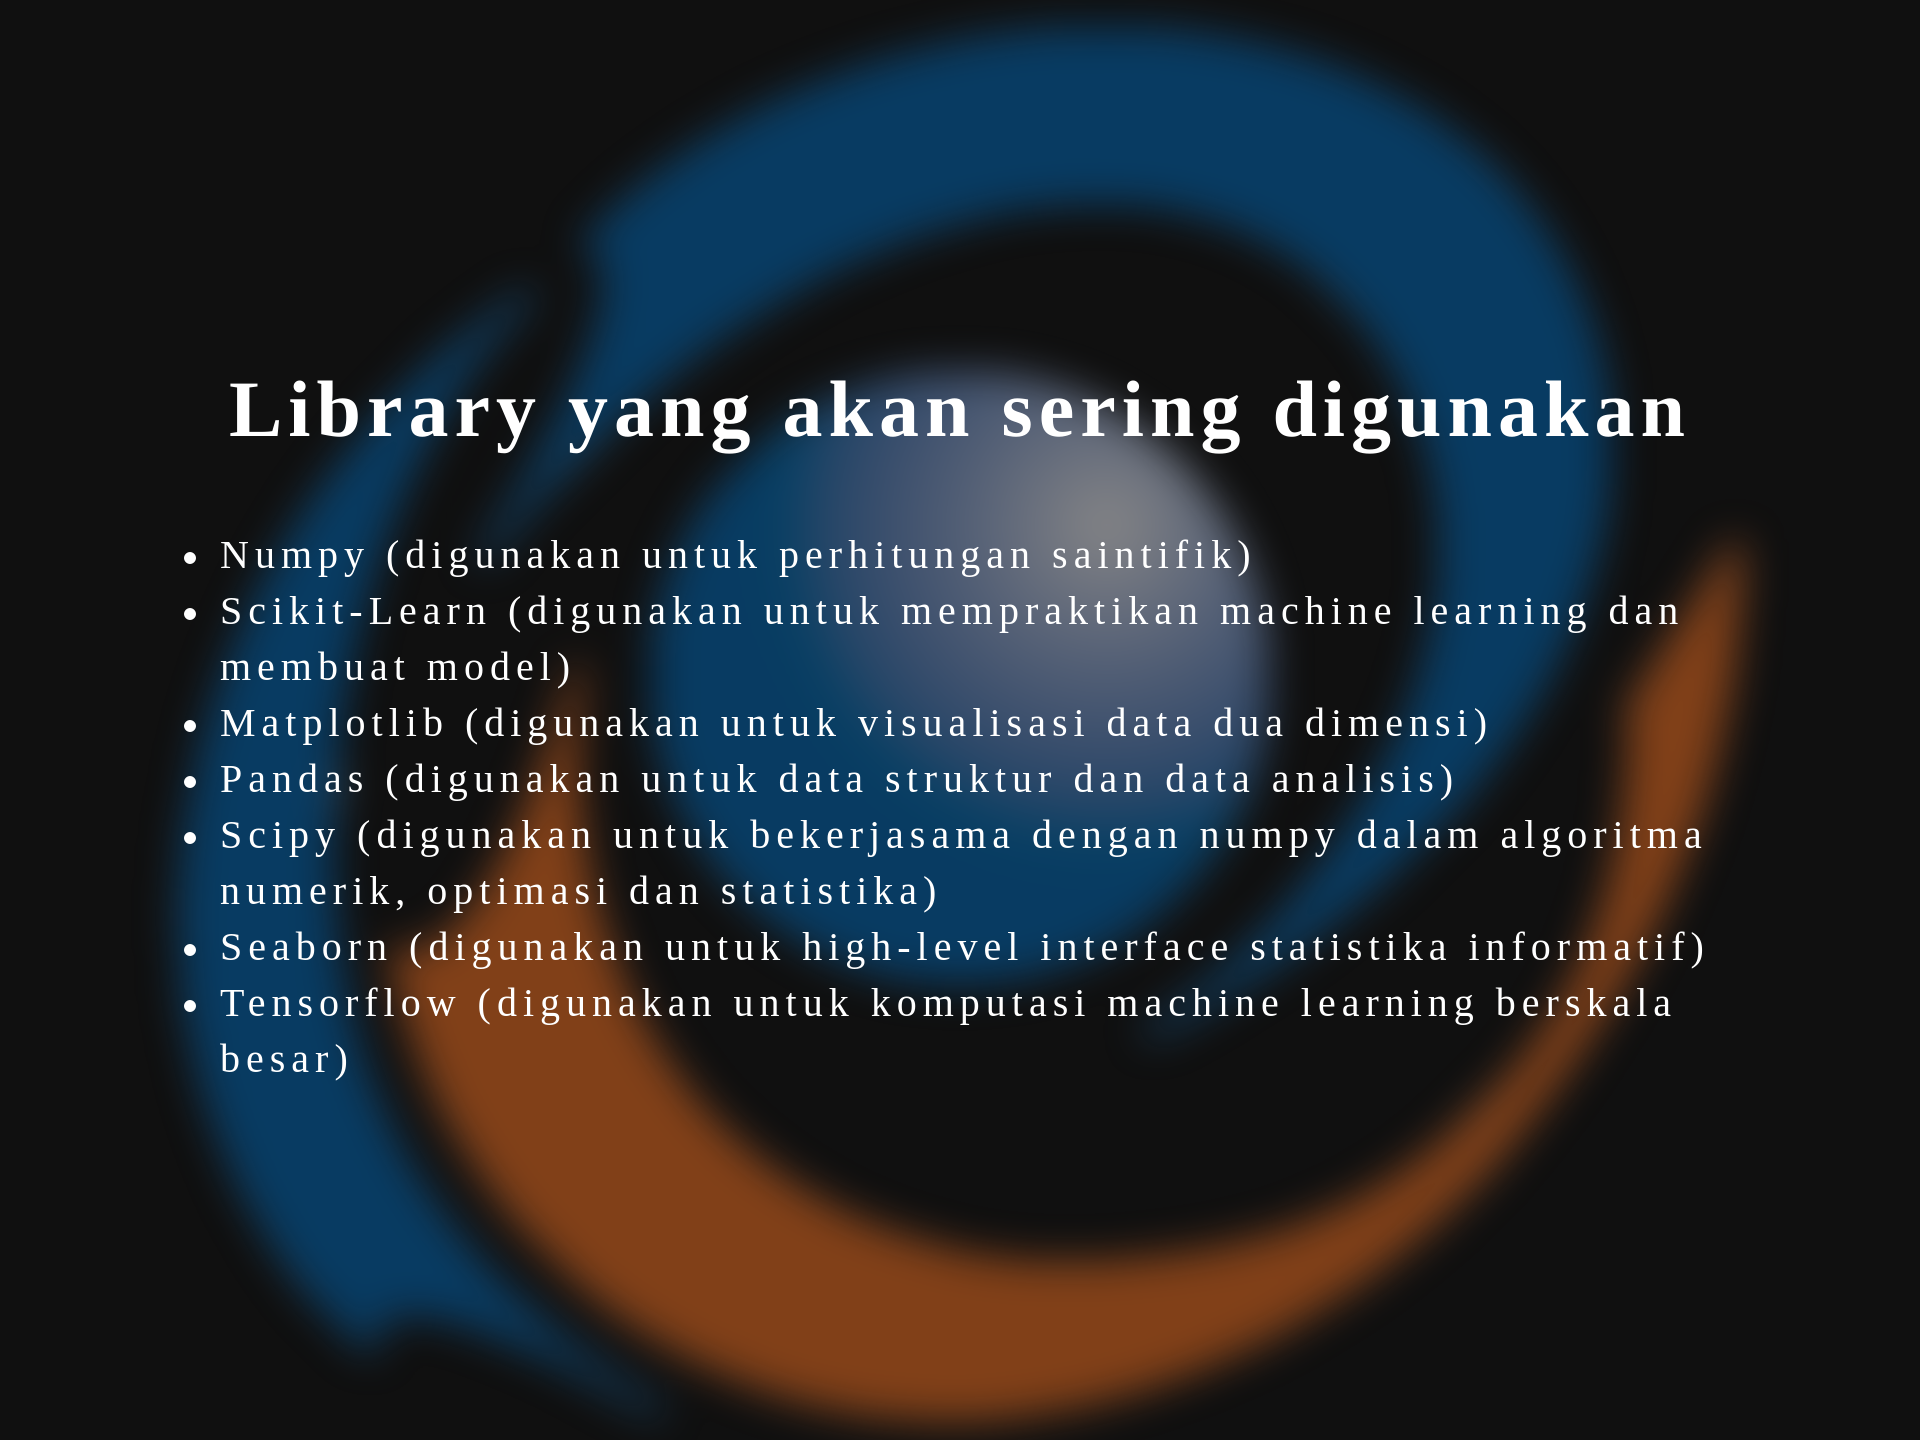 Library yang akan sering digunakan
• Numpy (digunakan untuk perhitungan saintifik)
• Scikit-Learn (digunakan untuk mempraktikan machine learning dan
membuat model)
• Matplotlib (digunakan untuk visualisasi data dua dimensi)
• Pandas (digunakan untuk data struktur dan data analisis)
• Scipy (digunakan untuk bekerjasama dengan numpy dalam algoritma
numerik, optimasi dan statistika)
• Seaborn (digunakan untuk high-level interface statistika informatif)
• Tensorflow (digunakan untuk komputasi machine learning berskala
besar)